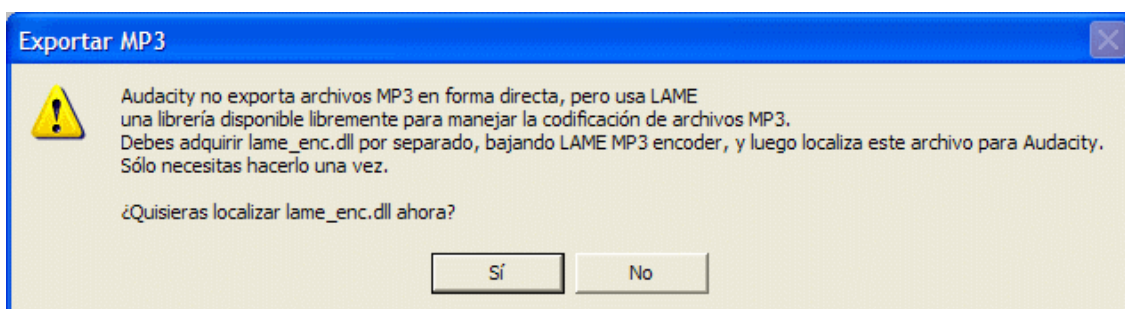 Exportar MP3
Audacity no exporta archivos MP3 en forma directa, pero usa LAME
una librería disponible libremente para manejar la codificación de archivos MP3.
Debes adquirir lame_enc.dll por separado, bajando LAME MP3 encoder, y luego localiza este archivo para Audacity.
Sólo necesitas hacerlo una vez.
¿Quisieras localizar lame_enc.dll ahora?
Sí No